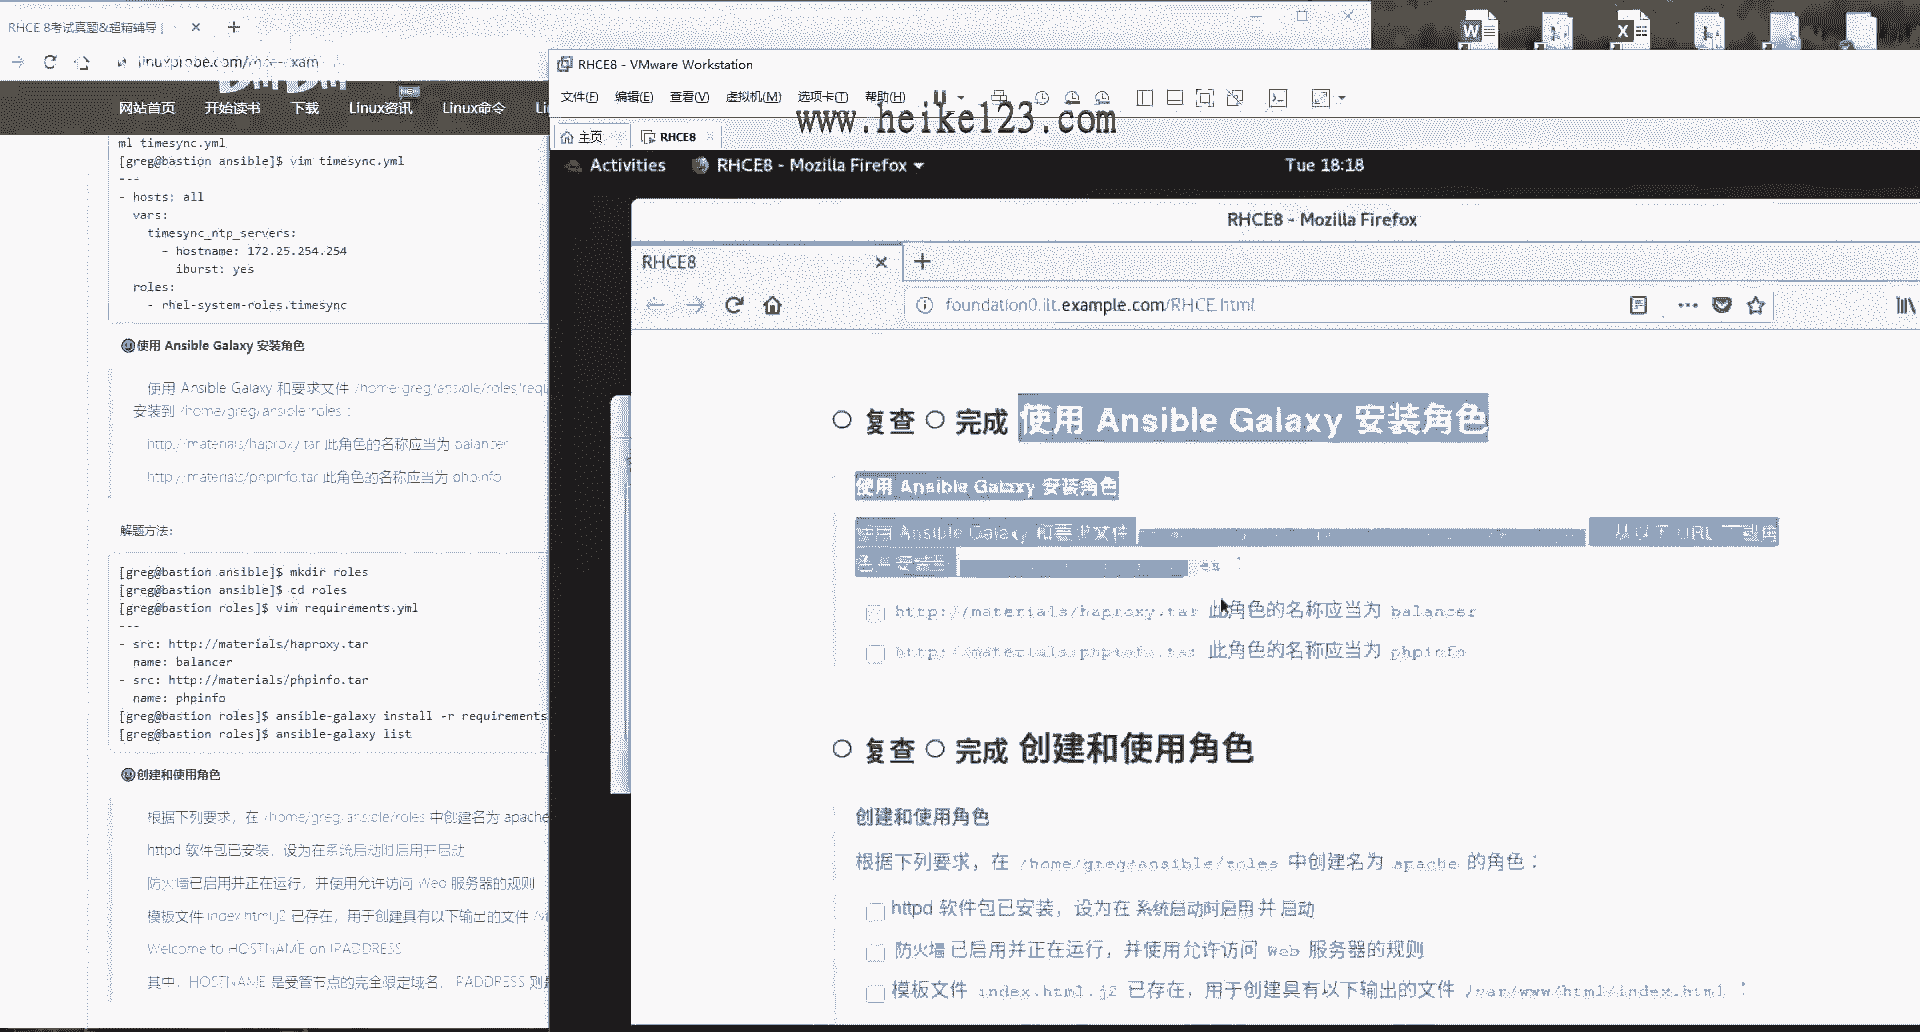 RHCE 8考试真题&超精辅导
linuxprobe.com/
网站首页 开始读书 下载 Linux资讯 Linux命令 Li
NEW
ml timesync.yml
[greg@bastion ansible]$ vim timesync.yml
---
- hosts: all
vars:
timesync_ntp_servers:
- hostname: 172.25.254.254
iburst: yes
roles:
- rhel-system-roles.timesync
使用 Ansible Galaxy 安装角色
使用 Ansible Galaxy 和要求文件 /home/greg/ansible/roles/requ
安装到 /home/greg/ansible/roles :
http://materials/haproxy.tar 此角色的名称应当为 balancer
http://materials/phpinfo.tar 此角色的名称应当为 phpinfo
解题方法:
[greg@bastion ansible]$ mkdir roles
[greg@bastion ansible]$ cd roles
[greg@bastion roles]$ vim requirements.yml
---
- src: http://materials/haproxy.tar
name: balancer
- src: http://materials/phpinfo.tar
name: phpinfo
[greg@bastion roles]$ ansible-galaxy install -r requirements
[greg@bastion roles]$ ansible-galaxy list
创建和使用角色
根据下列要求，在 /home/greg/ansible/roles 中创建名为 apache
httpd 软件包已安装，设为在系统启动时启用并启动
防火墙已启用并正在运行，并使用允许访问 Web 服务器的规则
模板文件 index.html.j2 已存在，用于创建具有以下输出的文件
Welcome to HOSTNAME on IPADDRESS
其中，HOSTNAME 是受管节点的完全限定域名， IPADDRESS 则是
RHCE8 - VMware Workstation
文件(F) 编辑(E) 查看(V) 虚拟机(M) 选项卡(T) 帮助(H)
www.heike123.com
主页 RHCE8
Activities RHCE8 - Mozilla Firefox Tue 18:18
RHCE8 - Mozilla Firefox
RHCE8
foundation0.ilt.example.com/RHCE.html
复查 完成 使用 Ansible Galaxy 安装角色
使用 Ansible Galaxy 安装角色
使用 Ansible Galaxy 和要求文件 从以下 URL 下载角
色并安装到 es :
http://materials/haproxy.tar 此角色的名称应当为 balancer
http://materials/phpinfo.tar 此角色的名称应当为 phpinfo
复查 完成 创建和使用角色
创建和使用角色
根据下列要求，在 /home/greg/ansible/roles 中创建名为 apache 的角色：
httpd 软件包已安装，设为在 系统启动时启用 并 启动
防火墙 已启用并正在运行，并使用允许访问 Web 服务器的规则
模板文件 index.html.j2 已存在，用于创建具有以下输出的文件 /var/www/html/index.html ：